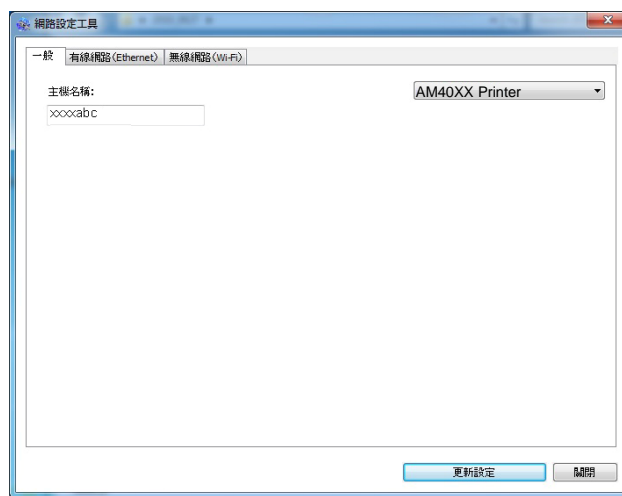 網路設定工具
一般 有線網路(Ethernet) 無線網路(Wi-Fi)
主機名稱: AM40XX Printer
xxxxabc
更新設定 關閉